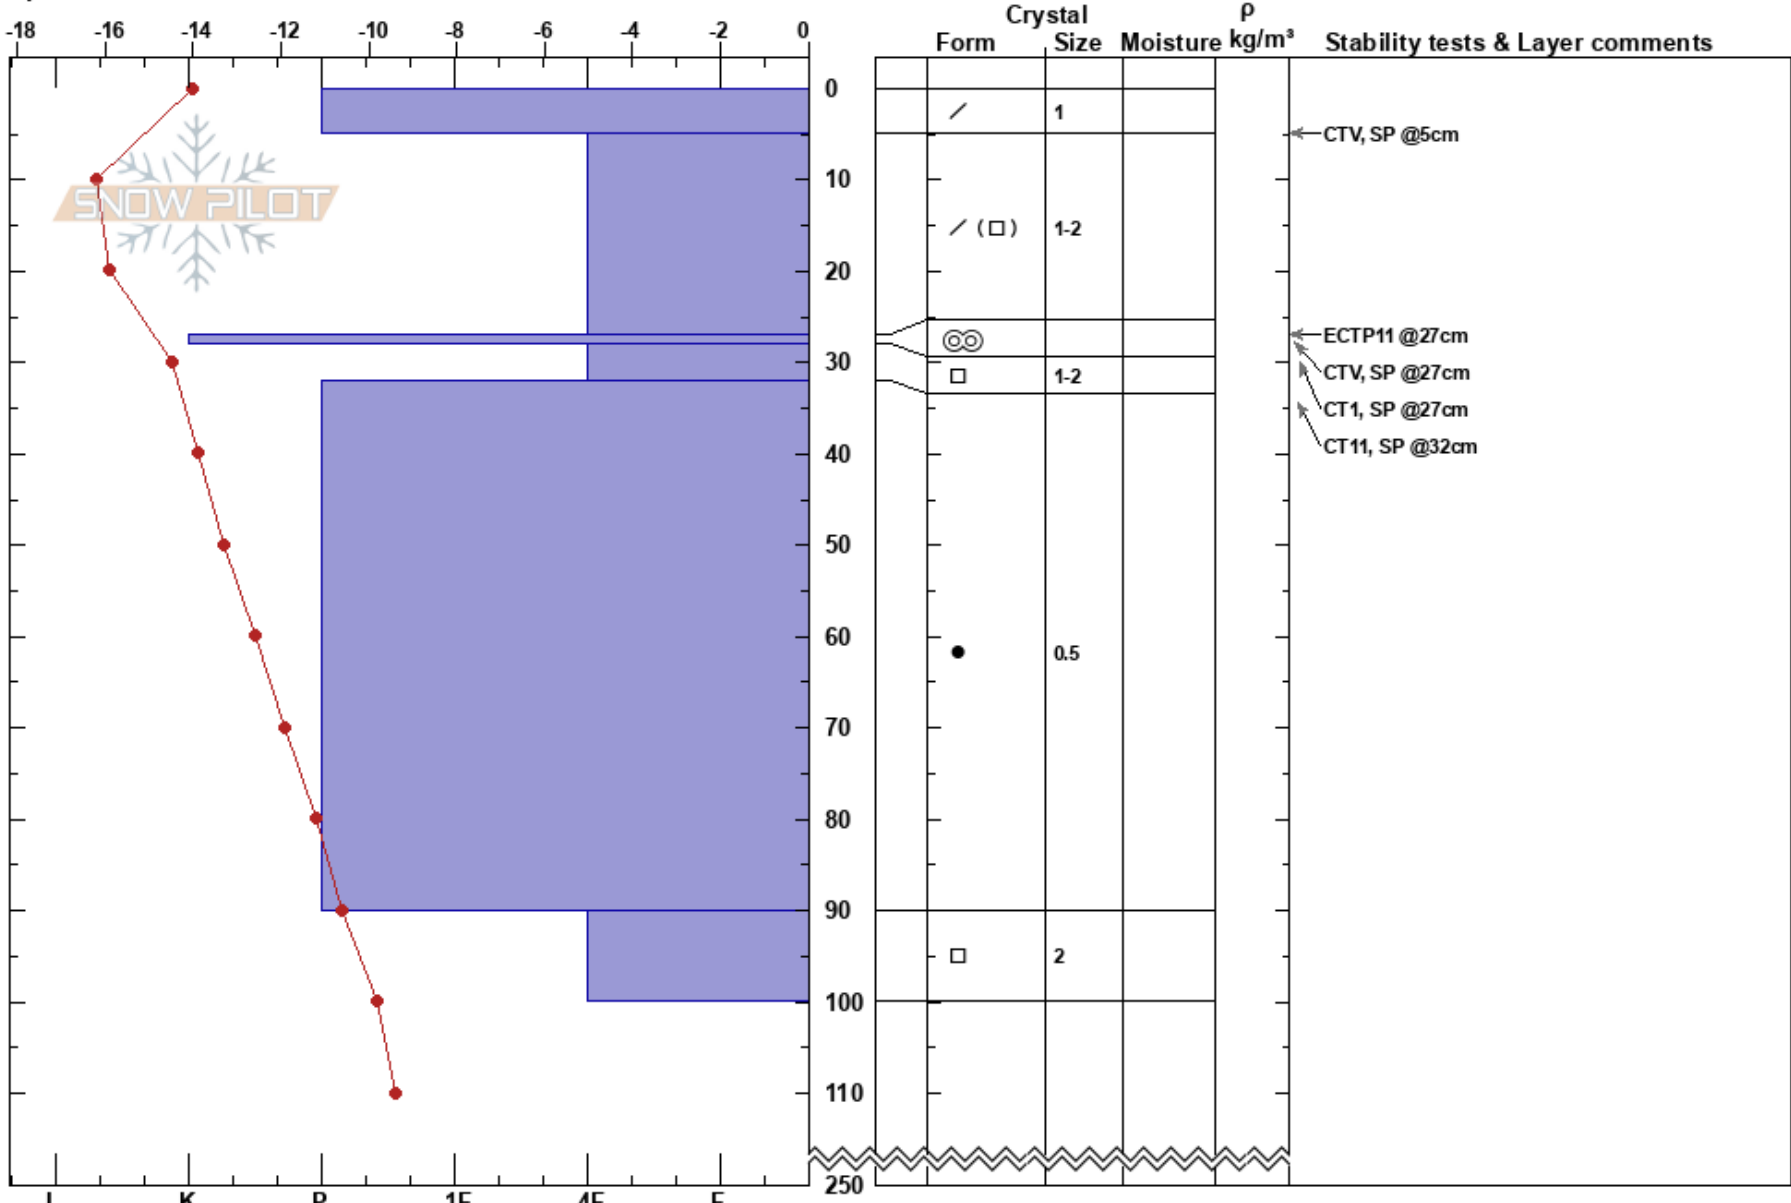 Crystal ρ
-18 -16 -14 -12 -10 -8 -6 -4 -2 0 Form Size Moisture kg/m³ Stability tests & Layer comments
0
1
CTV, SP @5cm
10
SNOW PILOT
1-2
20
ECTP11 @27cm
30
CTV, SP @27cm
1-2
CT1, SP @27cm
CT11, SP @32cm
40
50
60
0.5
70
80
90
2
100
110
250
I K P 1F 4F F